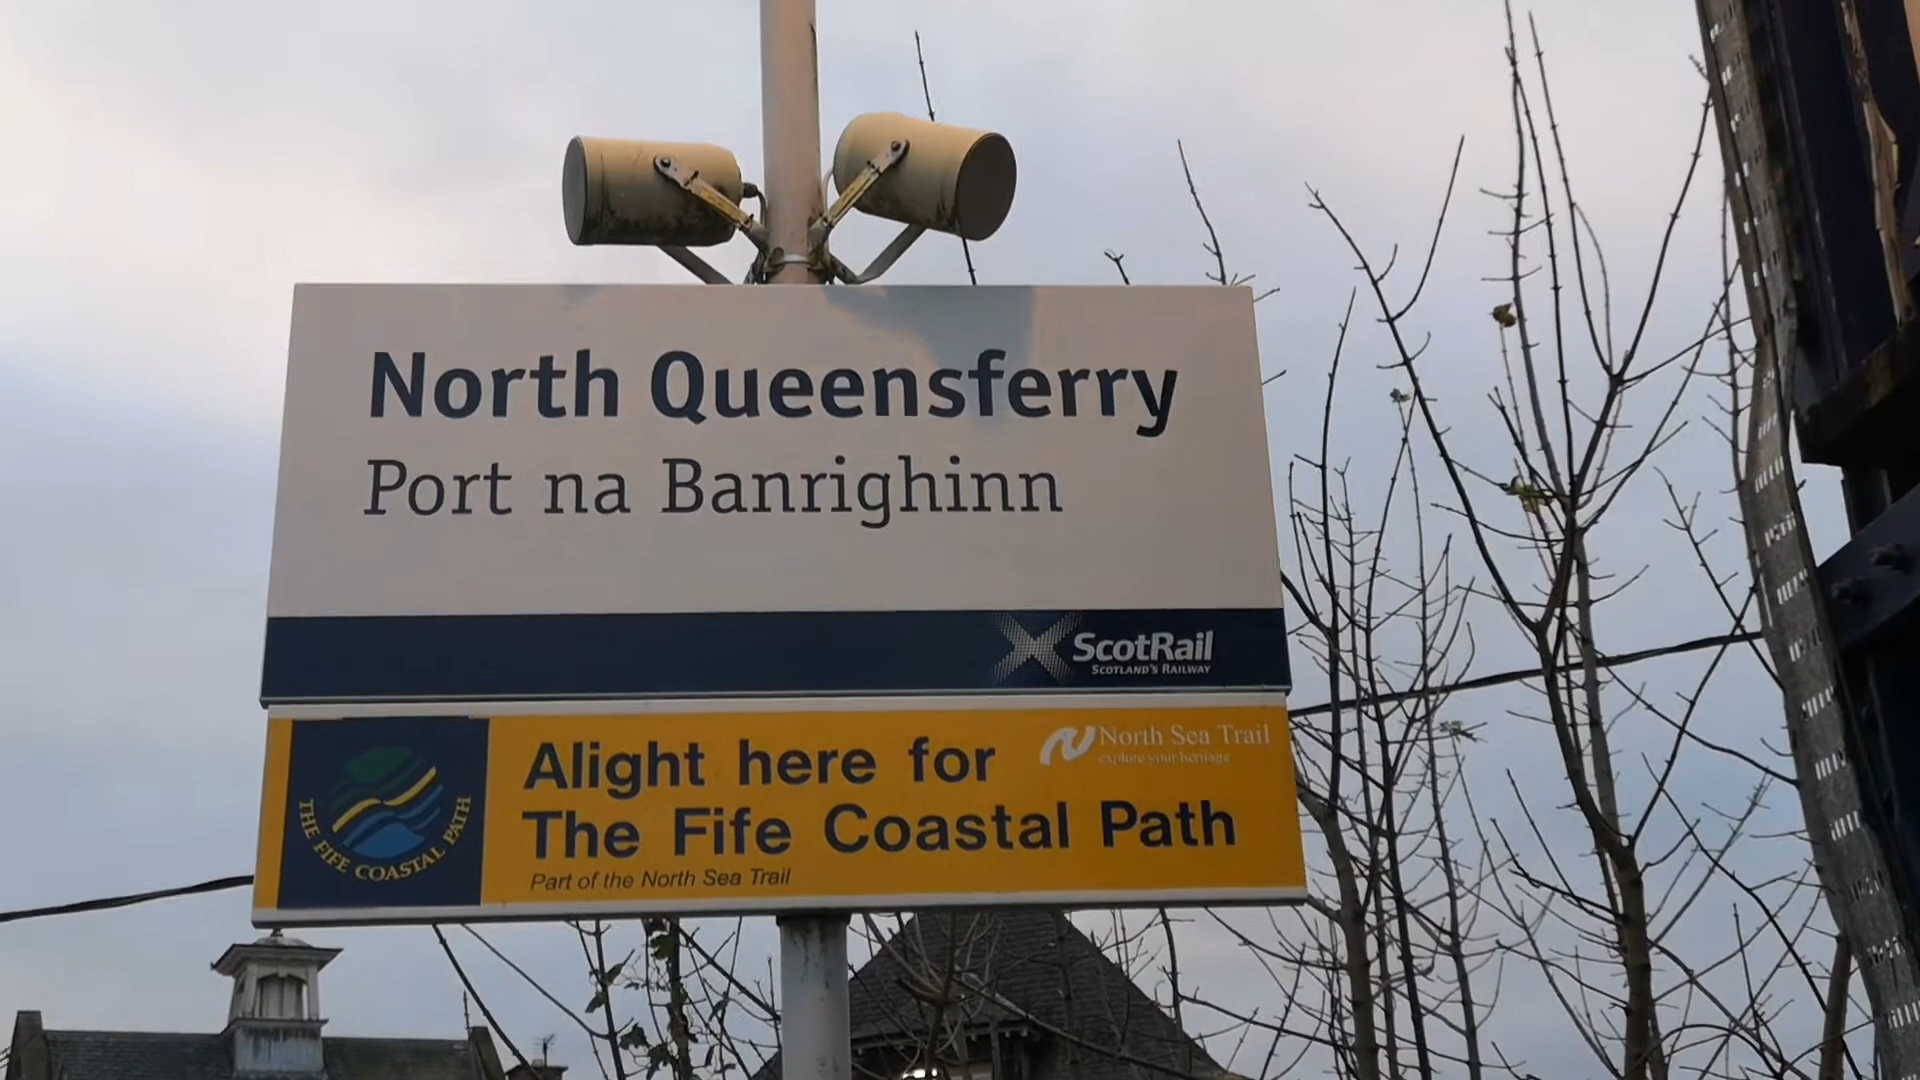 North Queensferry
Port na Banrighinn
ScotRail
SCOTLAND'S RAILWAY
THE FIFE COASTAL PATH
Alight here for
The Fife Coastal Path
Part of the North Sea Trail
North Sea Trail
explore your heritage